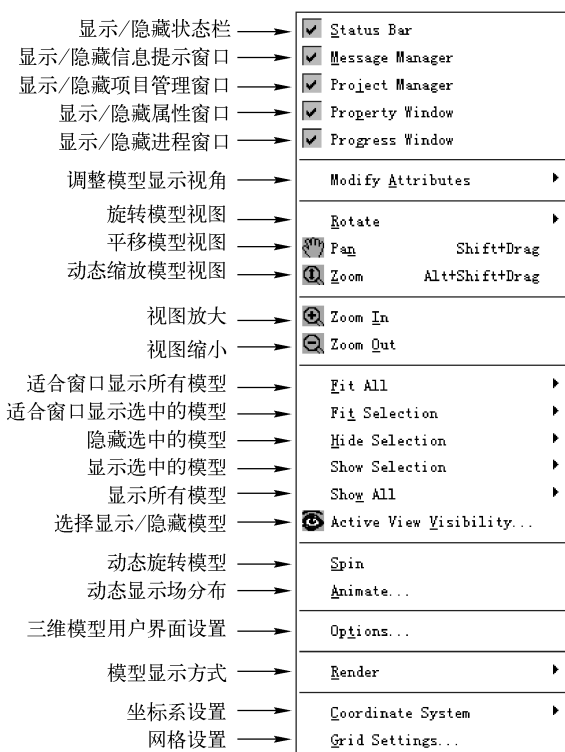 显示/隐藏状态栏 Status Bar
显示/隐藏信息提示窗口 Message Manager
显示/隐藏项目管理窗口 Project Manager
显示/隐藏属性窗口 Property Window
显示/隐藏进程窗口 Progress Window
调整模型显示视角 Modify Attributes
旋转模型视图 Rotate
平移模型视图 Pan Shift+Drag
动态缩放模型视图 Zoom Alt+Shift+Drag
视图放大 Zoom In
视图缩小 Zoom Out
适合窗口显示所有模型 Fit All
适合窗口显示选中的模型 Fit Selection
隐藏选中的模型 Hide Selection
显示选中的模型 Show Selection
显示所有模型 Show All
选择显示/隐藏模型 Active View Visibility...
动态旋转模型 Spin
动态显示场分布 Animate...
三维模型用户界面设置 Options...
模型显示方式 Render
坐标系设置 Coordinate System
网格设置 Grid Settings...